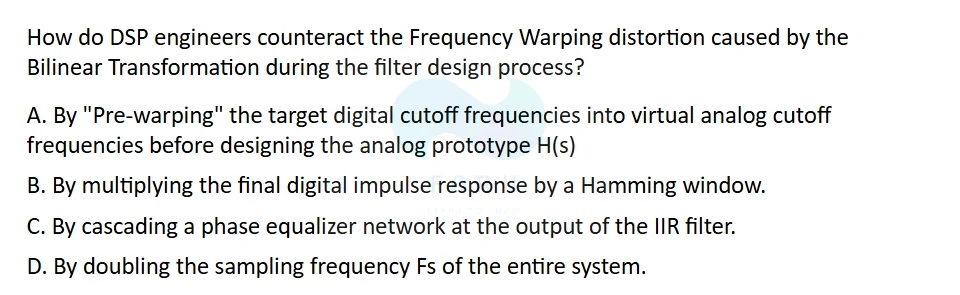 How do DSP engineers counteract the Frequency Warping distortion caused by the
Bilinear Transformation during the filter design process?
A. By "Pre-warping" the target digital cutoff frequencies into virtual analog cutoff
frequencies before designing the analog prototype H(s)
B. By multiplying the final digital impulse response by a Hamming window.
C. By cascading a phase equalizer network at the output of the IIR filter.
D. By doubling the sampling frequency Fs of the entire system.